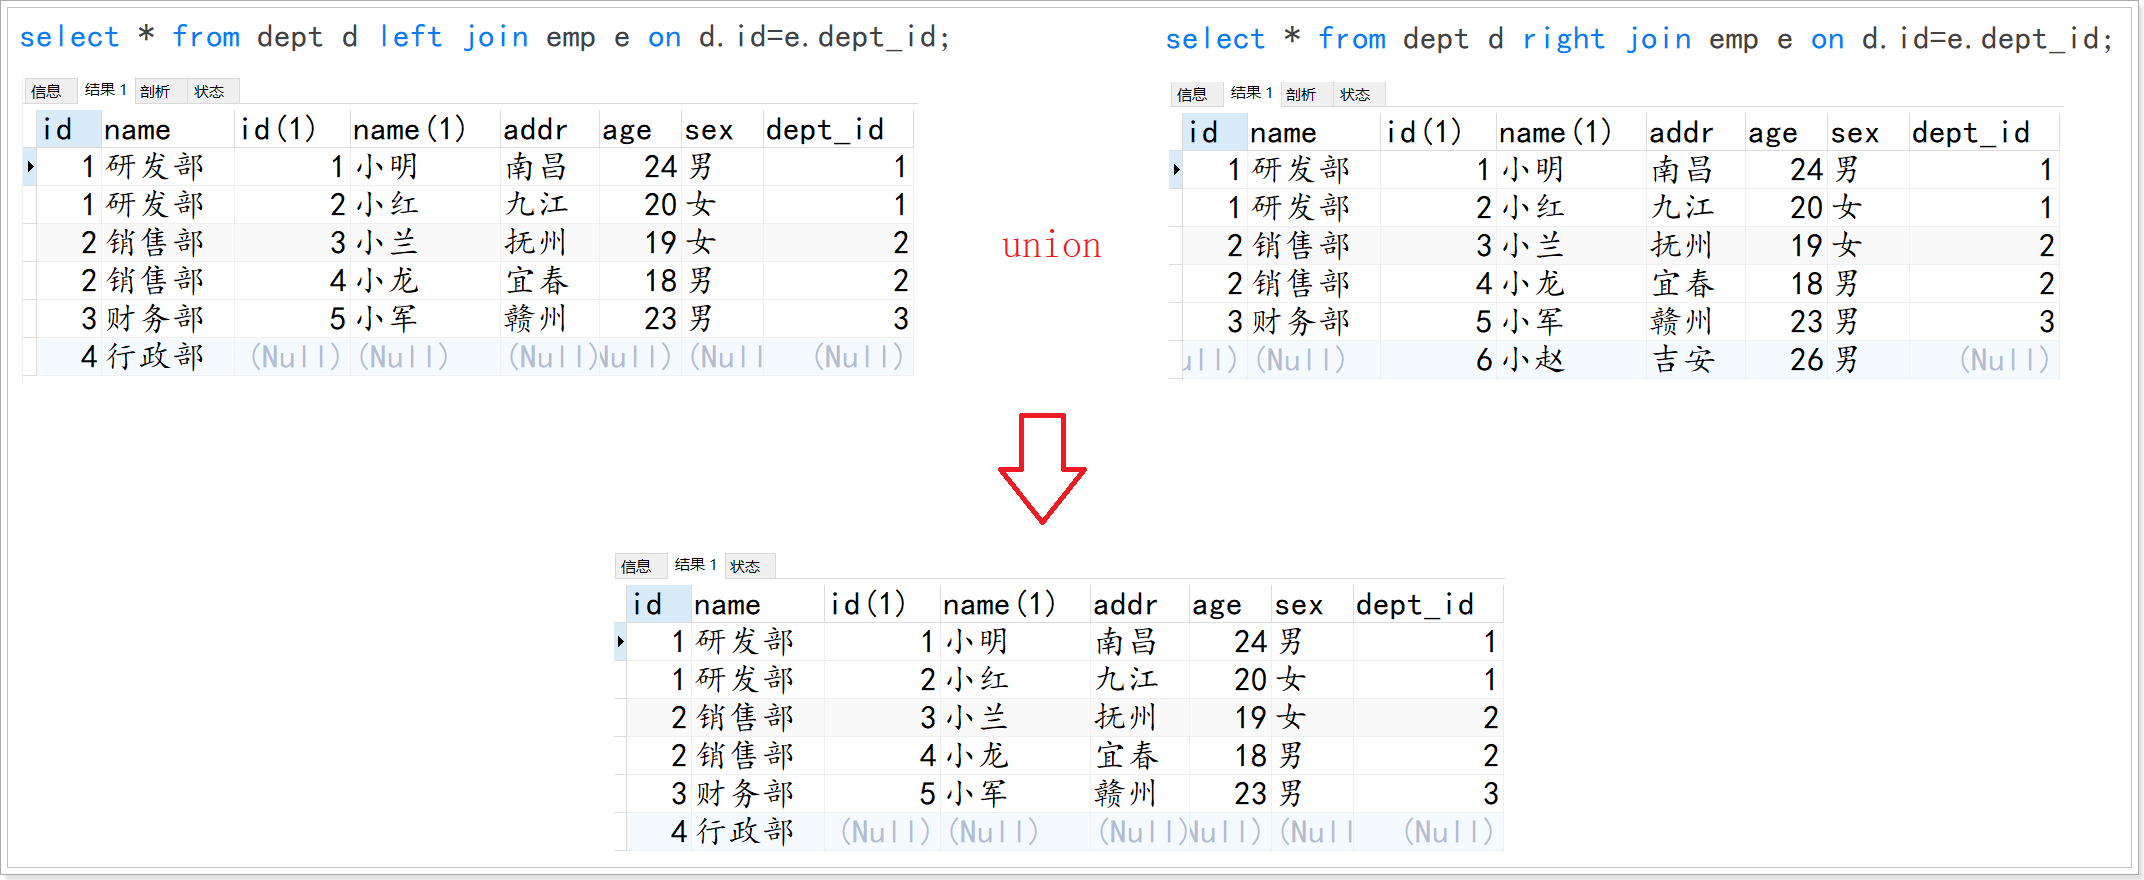 select * from dept d left join emp e on d.id=e.dept_id;
信息 结果 1 剖析 状态
id name id(1) name(1) addr age sex dept_id
1 研发部 1 小明 南昌 24 男 1
1 研发部 2 小红 九江 20 女 1
2 销售部 3 小兰 抚州 19 女 2
2 销售部 4 小龙 宜春 18 男 2
3 财务部 5 小军 赣州 23 男 3
4 行政部 (Null) (Null) (Null) Null) (Null (Null)
union
select * from dept d right join emp e on d.id=e.dept_id;
信息 结果 1 剖析 状态
id name id(1) name(1) addr age sex dept_id
1 研发部 1 小明 南昌 24 男 1
1 研发部 2 小红 九江 20 女 1
2 销售部 3 小兰 抚州 19 女 2
2 销售部 4 小龙 宜春 18 男 2
3 财务部 5 小军 赣州 23 男 3
ull) (Null) 6 小赵 吉安 26 男 (Null)
信息 结果 1 状态
id name id(1) name(1) addr age sex dept_id
1 研发部 1 小明 南昌 24 男 1
1 研发部 2 小红 九江 20 女 1
2 销售部 3 小兰 抚州 19 女 2
2 销售部 4 小龙 宜春 18 男 2
3 财务部 5 小军 赣州 23 男 3
4 行政部 (Null) (Null) (Null) Null) (Null (Null)